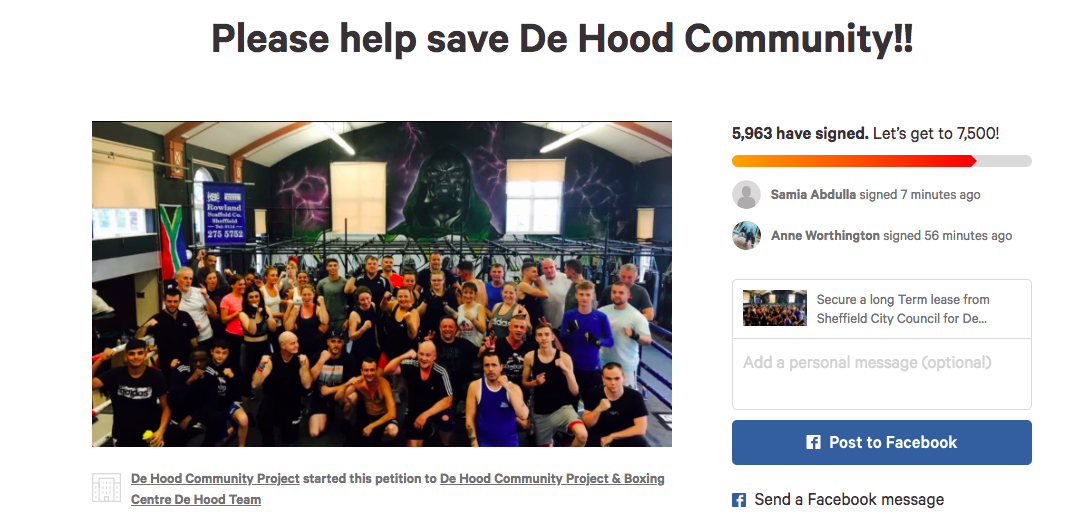 Please help save De Hood Community!!
5,963 have signed. Let's get to 7,500!
Samia Abdulla signed 7 minutes ago
Anne Worthington signed 56 minutes ago
Rowland
Scaffold Co.
Sheffield
275 5752
adidas
Secure a long Term lease from
Sheffield City Council for De...
Add a personal message (optional)
Post to Facebook
Send a Facebook message
De Hood Community Project started this petition to De Hood Community Project & Boxing
Centre De Hood Team